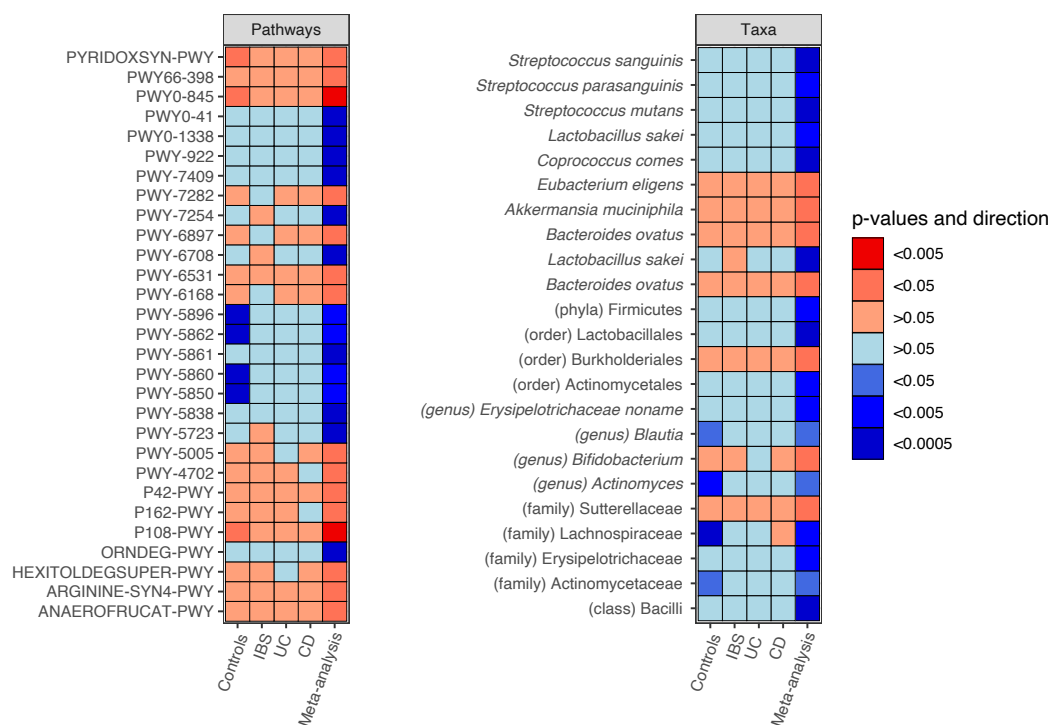 Pathways
PYRIDOXSYN-PWY
PWY66-398
PWY0-845
PWY0-41
PWY0-1338
PWY-922
PWY-7409
PWY-7282
PWY-7254
PWY-6897
PWY-6708
PWY-6531
PWY-6168
PWY-5896
PWY-5862
PWY-5861
PWY-5860
PWY-5850
PWY-5838
PWY-5723
PWY-5005
PWY-4702
P42-PWY
P162-PWY
P108-PWY
ORNDEG-PWY
HEXITOLDEGSUPER-PWY
ARGININE-SYN4-PWY
ANAEROFRUCAT-PWY
Controls
IBS
UC
CD
Meta-analysis
Taxa
Streptococcus sanguinis
Streptococcus parasanguinis
Streptococcus mutans
Lactobacillus sakei
Coprococcus comes
Eubacterium eligens
Akkermansia muciniphila
Bacteroides ovatus
Lactobacillus sakei
Bacteroides ovatus
(phyla) Firmicutes
(order) Lactobacillales
(order) Burkholderiales
(order) Actinomycetales
(genus) Erysipelotrichaceae noname
(genus) Blautia
(genus) Bifidobacterium
(genus) Actinomyces
(family) Sutterellaceae
(family) Lachnospiraceae
(family) Erysipelotrichaceae
(family) Actinomycetaceae
(class) Bacilli
Controls
IBS
UC
CD
Meta-analysis
p-values and direction
<0.005
<0.05
>0.05
>0.05
<0.05
<0.005
<0.0005